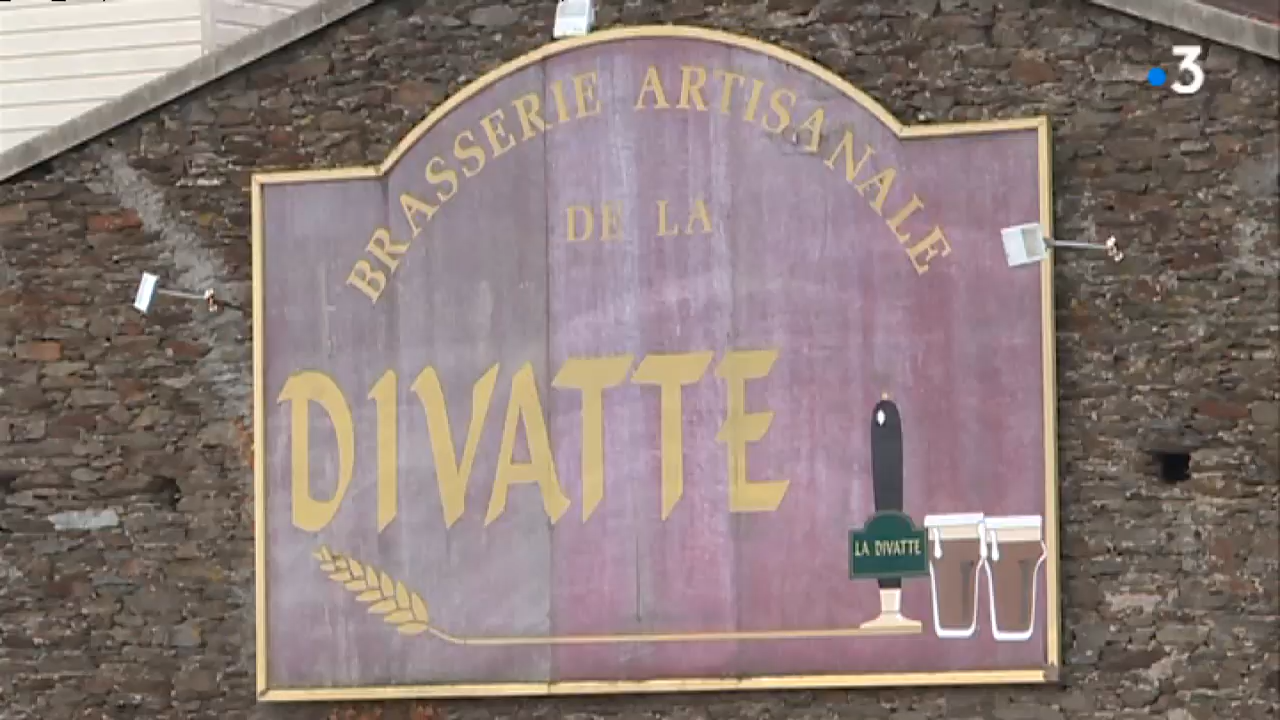 3
BRASSERIE ARTISANALE
DE LA
DIVATTE
LA DIVATTE